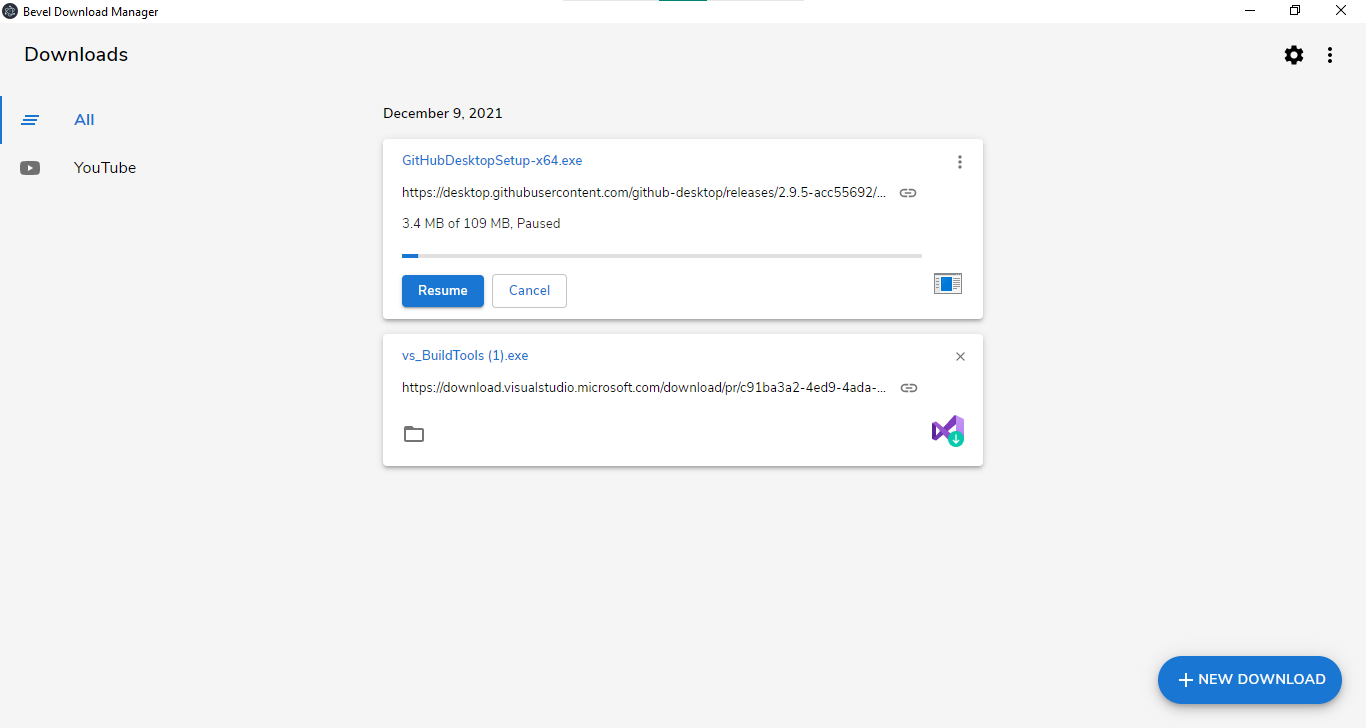 Bevel Download Manager
Downloads
All
YouTube
December 9, 2021
GitHubDesktopSetup-x64.exe
https://desktop.githubusercontent.com/github-desktop/releases/2.9.5-acc55692/...
3.4 MB of 109 MB, Paused
Resume
Cancel
vs_BuildTools (1).exe
https://download.visualstudio.microsoft.com/download/pr/c91ba3a2-4ed9-4ada-...
NEW DOWNLOAD